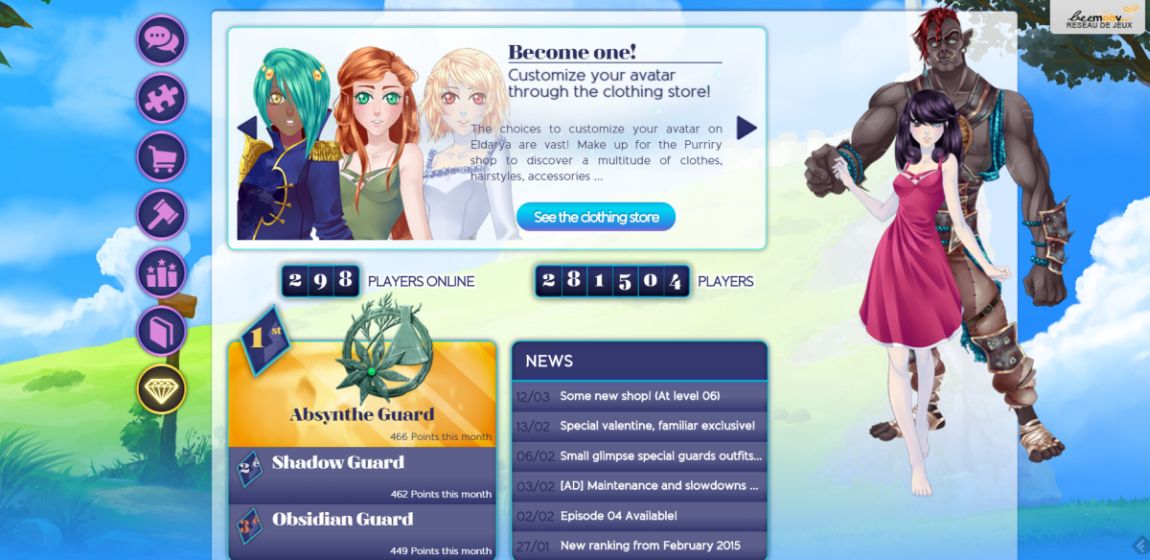 beemoov
RÉSEAU DE JEUX
Become one!
Customize your avatar
through the clothing store!
The choices to customize your avatar on
Eldarya are vast! Make up for the Purriry
shop to discover a multitude of clothes,
hairstyles, accessories ...
See the clothing store
298 PLAYERS ONLINE
281504 PLAYERS
1st
Absynthe Guard
466 Points this month
2e Shadow Guard
462 Points this month
3e Obsidian Guard
449 Points this month
NEWS
12/03 Some new shop! (At level 06)
13/02 Special valentine, familiar exclusive!
06/02 Small glimpse special guards outfits...
03/02 [AD] Maintenance and slowdowns ...
02/02 Episode 04 Available!
27/01 New ranking from February 2015